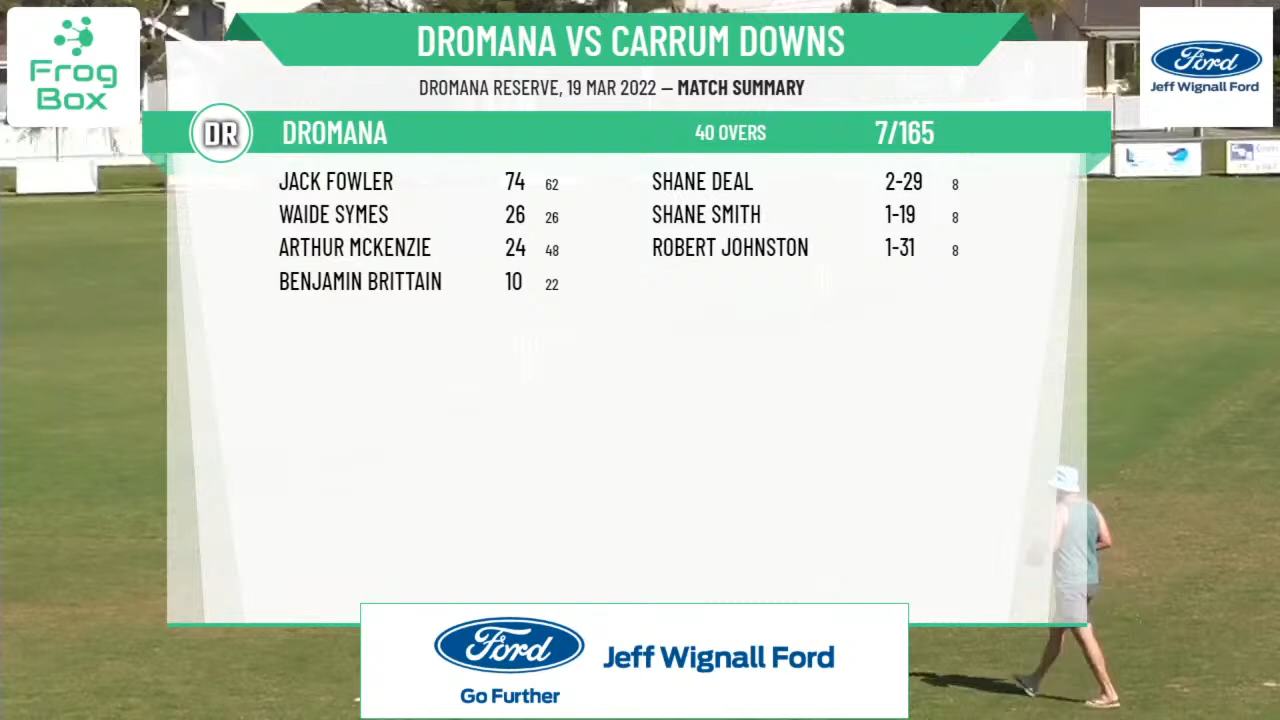 Frog
Box
DROMANA VS CARRUM DOWNS
Ford
Jeff Wignall Ford
DROMANA RESERVE, 19 MAR 2022 – MATCH SUMMARY
DR DROMANA 40 OVERS 7/165
JACK FOWLER 74 62 SHANE DEAL 2-29 8
WAIDE SYMES 26 26 SHANE SMITH 1-19 8
ARTHUR MCKENZIE 24 48 ROBERT JOHNSTON 1-31 8
BENJAMIN BRITTAIN 10 22
Ford
Go Further
Jeff Wignall Ford